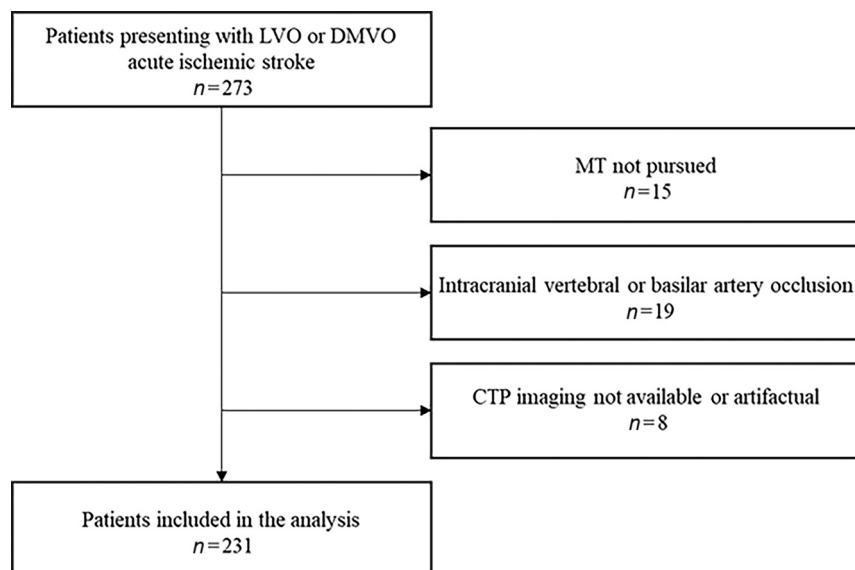 Patients presenting with LVO or DMVO
acute ischemic stroke
n=273
MT not pursued
n=15
Intracranial vertebral or basilar artery occlusion
n=19
CTP imaging not available or artifactual
n=8
Patients included in the analysis
n=231